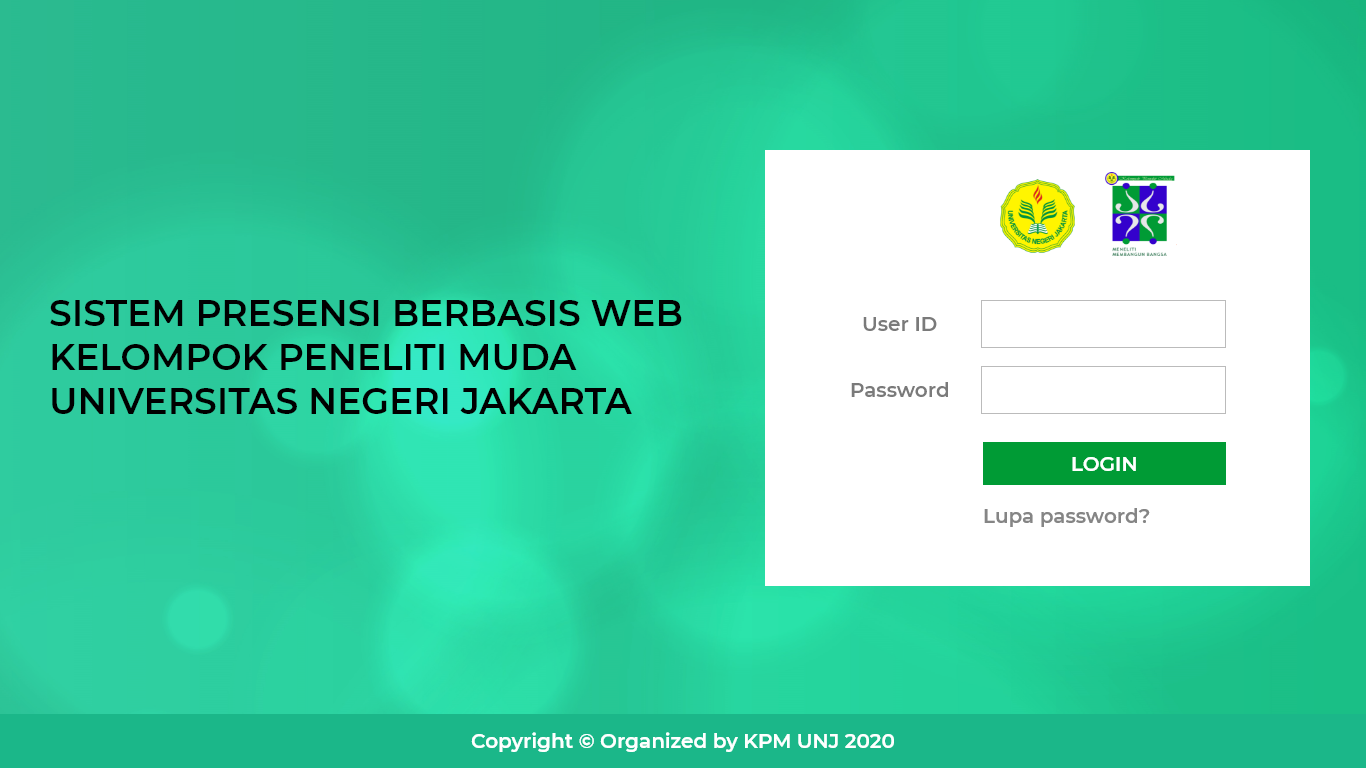 SISTEM PRESENSI BERBASIS WEB
KELOMPOK PENELITI MUDA
UNIVERSITAS NEGERI JAKARTA
UNIVERSITAS NEGERI JAKARTA
MENELITI
MEMBANGUN BANGSA
User ID
Password
LOGIN
Lupa password?
Copyright © Organized by KPM UNJ 2020